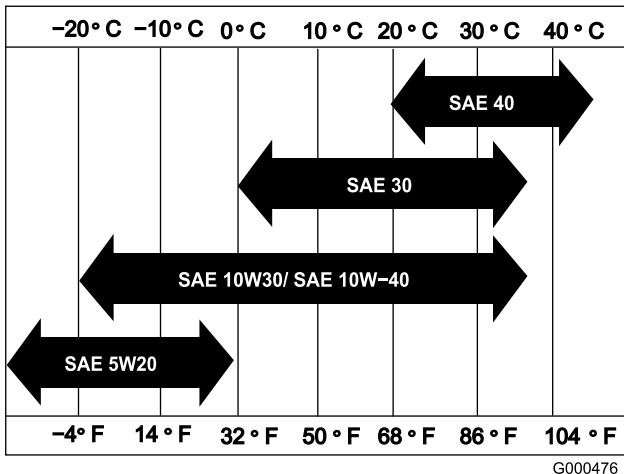 −20° C −10° C 0° C 10 ° C 20 ° C 30 ° C 40 ° C
SAE 40
SAE 30
SAE 10W30/ SAE 10W−40
SAE 5W20
−4° F 14 ° F 32 ° F 50 ° F 68 ° F 86 ° F 104 ° F
G000476